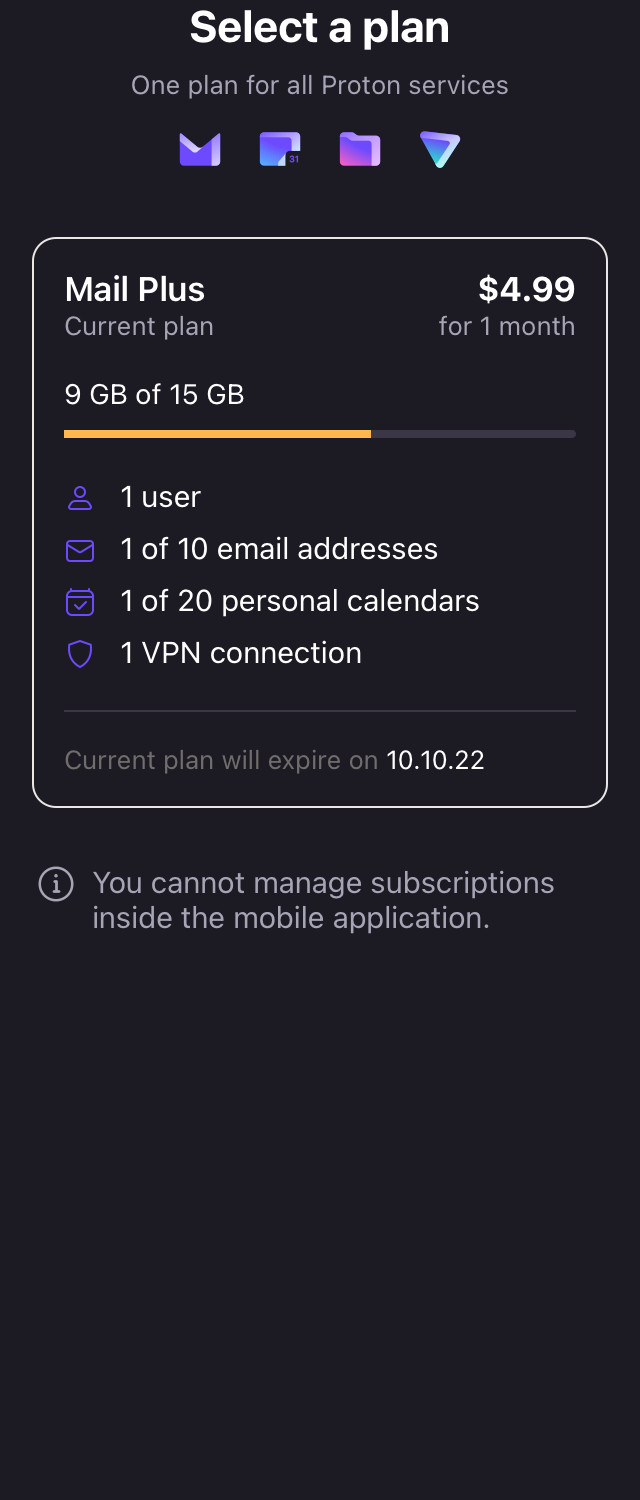 Select a plan
One plan for all Proton services
31
Mail Plus
$4.99
Current plan
for 1 month
9 GB of 15 GB
1 user
1 of 10 email addresses
1 of 20 personal calendars
1 VPN connection
Current plan will expire on 10.10.22
You cannot manage subscriptions
inside the mobile application.